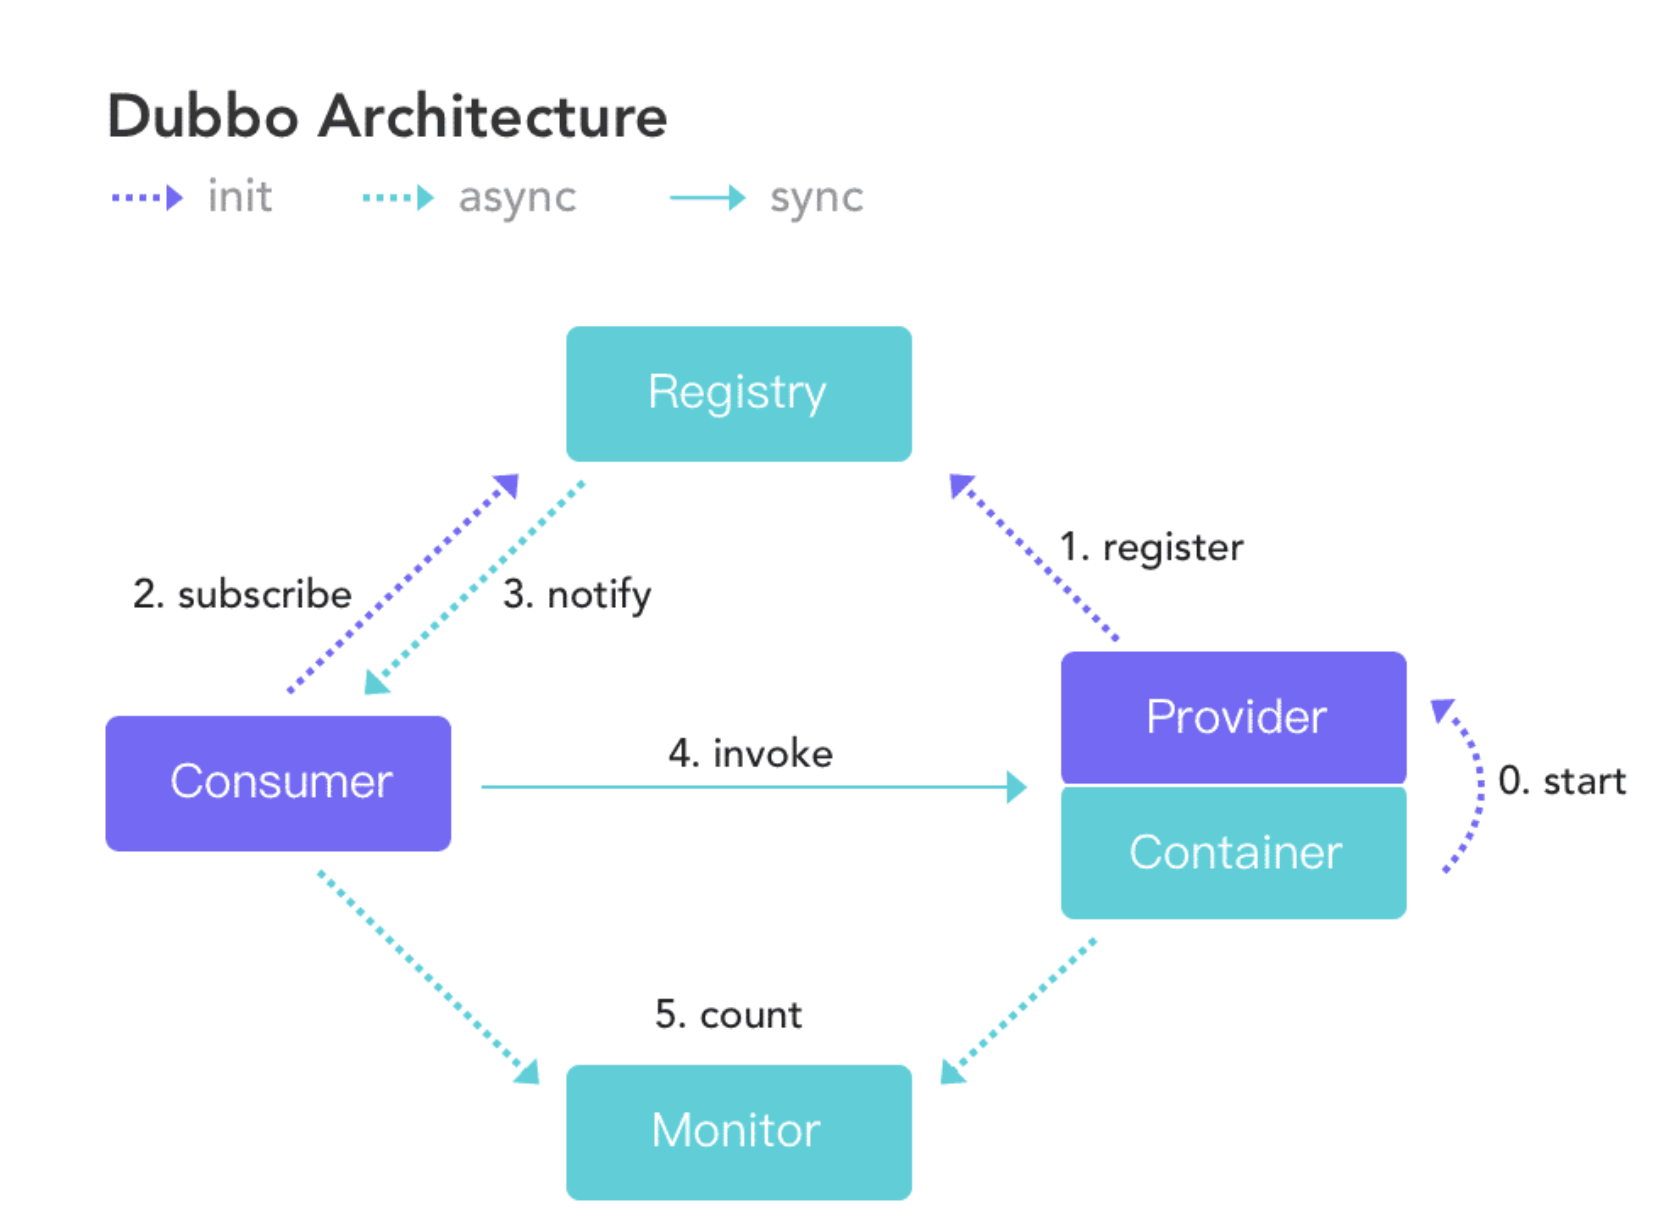 Dubbo Architecture
init async sync
Registry
1. register
2. subscribe
3. notify
Provider
Consumer
4. invoke
0. start
Container
5. count
Monitor